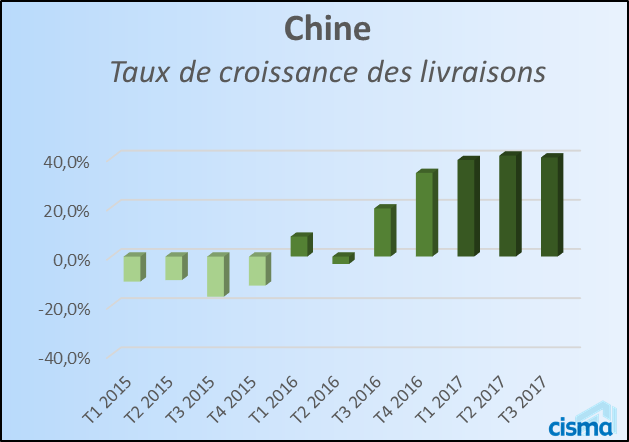 Chine
Taux de croissance des livraisons
40,0%
20,0%
0,0%
-20,0%
-40,0%
T1 2015
T2 2015
T3 2015
T4 2015
T1 2016
T2 2016
T3 2016
T4 2016
T1 2017
T2 2017
T3 2017
cisma